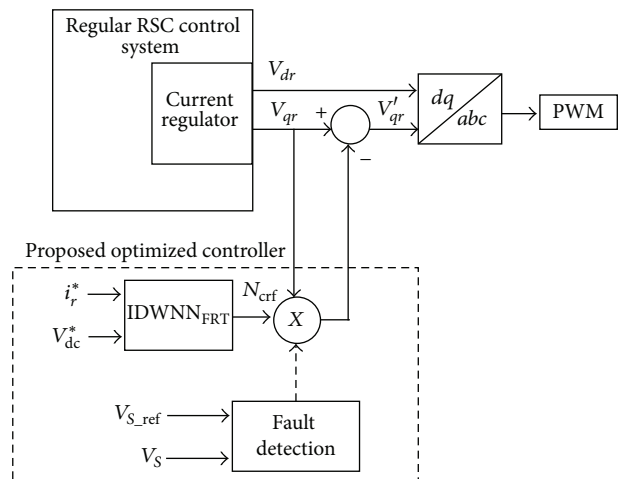 Regular RSC control
system
Current
regulator
V_dr
V_qr
+
−
V′_qr
dq
abc
PWM
Proposed optimized controller
i_r^*
V_dc^*
IDWNN_FRT
N_crf
X
V_S_ref
V_S
Fault
detection